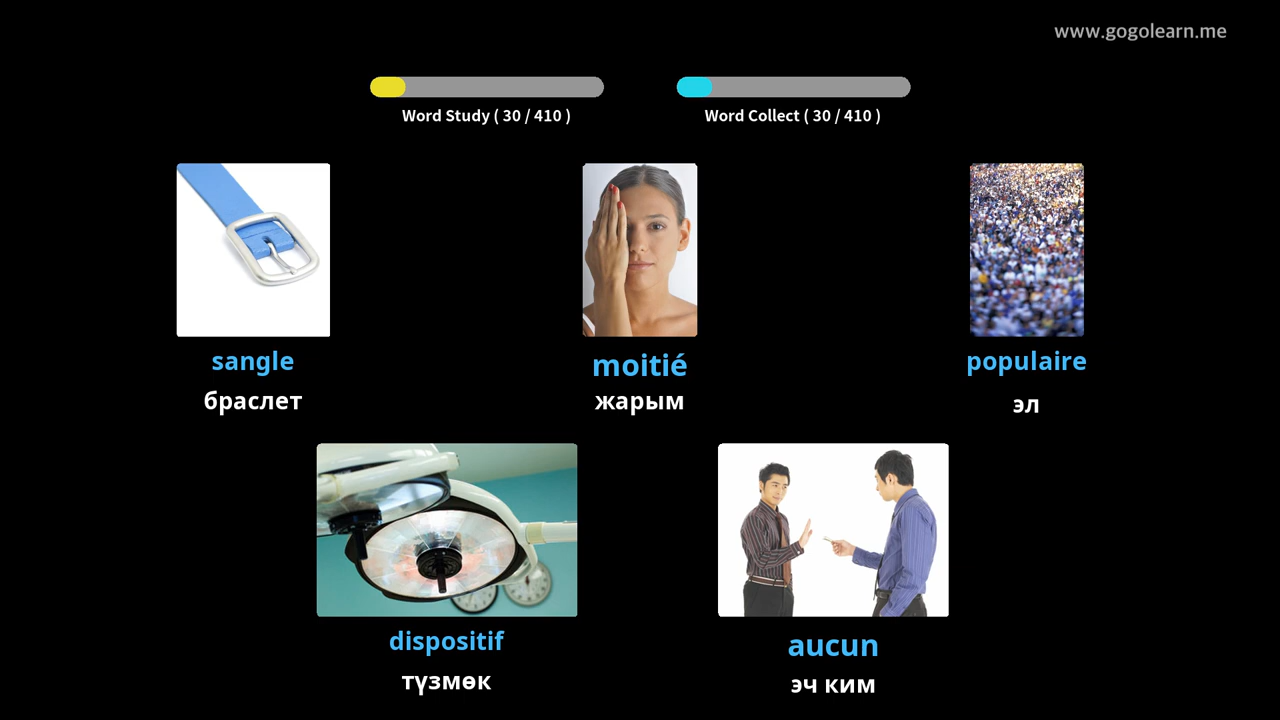 www.gogolearn.me
Word Study ( 30 / 410 )
Word Collect ( 30 / 410 )
sangle
браслет
moitié
жарым
populaire
эл
dispositif
түзмөк
aucun
эч ким